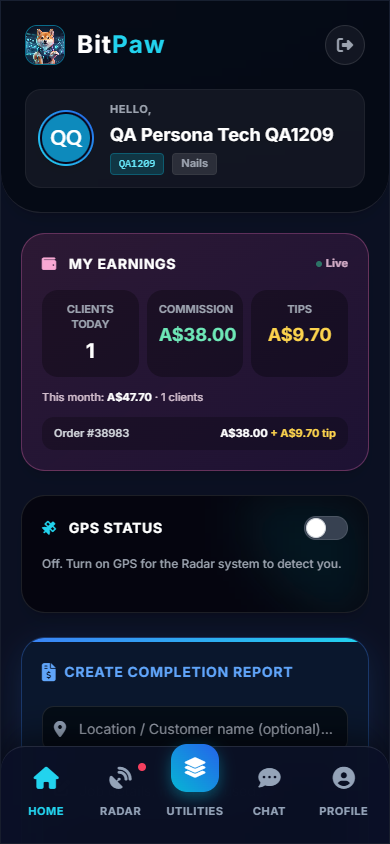 BitPaw
HELLO,
QA Persona Tech QA1209
QQ
QA1209
Nails
MY EARNINGS
Live
CLIENTS
TODAY
1
COMMISSION
A$38.00
TIPS
A$9.70
This month: A$47.70 · 1 clients
Order #38983
A$38.00 + A$9.70 tip
GPS STATUS
Off. Turn on GPS for the Radar system to detect you.
CREATE COMPLETION REPORT
Location / Customer name (optional)...
HOME
RADAR
UTILITIES
CHAT
PROFILE